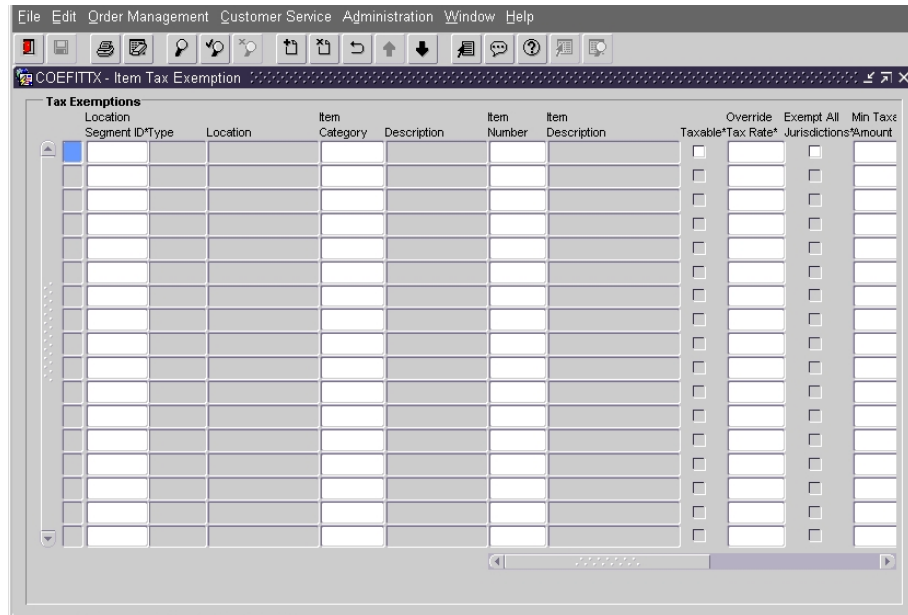 File Edit Order Management Customer Service Administration Window Help
COEFITTX - Item Tax Exemption
Tax Exemptions
Location Item Item Item Override Exempt All Min Taxa
Segment ID*Type Location Category Description Number Description Taxable*Tax Rate* Jurisdictions*Amount